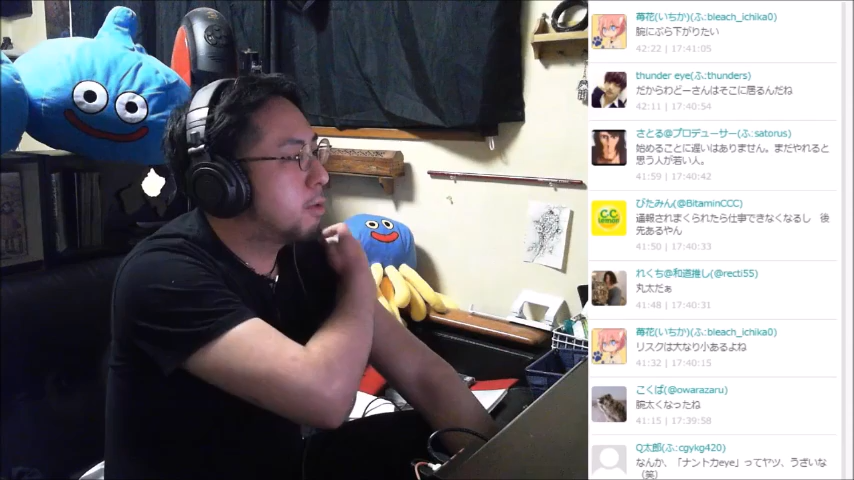 苺花(いちか)(ふ:bleach_ichika0)
腕にぶら下がりたい
42:22 | 17:41:05
thunder eye(ふ:thunders)
だからわどーさんはそこに居るんだね
42:11 | 17:40:54
さとる@プロデューサー(ふ:satorus)
始めることに遅いはありません。まだやれると
思う人が若い人。
41:59 | 17:40:42
びたみん(@BitaminCCC)
通報されまくられたら仕事できなくなるし　後
先あるやん
41:50 | 17:40:33
れくち@和道推し(@recti55)
丸太だぁ
41:48 | 17:40:31
苺花(いちか)(ふ:bleach_ichika0)
リスクは大なり小あるよね
41:32 | 17:40:15
こくば(@owarazaru)
腕太くなったね
41:15 | 17:39:58
Q太郎(ふ:cgykg420)
なんか、「ナントカeye」ってヤツ、うざいな
（笑）